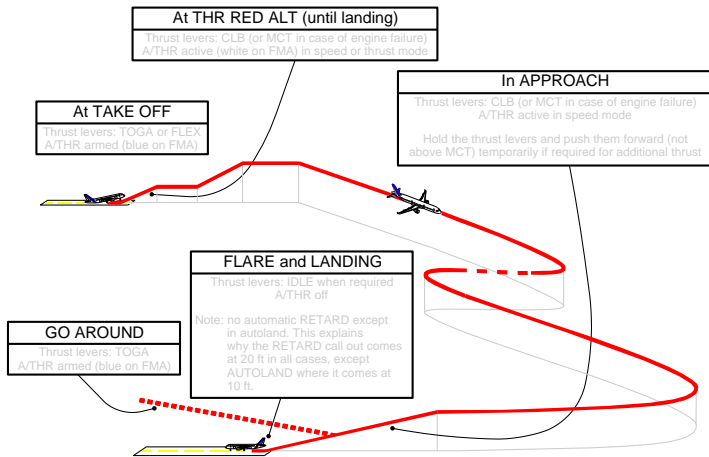 At THR RED ALT (until landing)
Thrust levers: CLB (or MCT in case of engine failure)
A/THR active (white on FMA) in speed or thrust mode
In APPROACH
Thrust levers: CLB (or MCT in case of engine failure)
A/THR active in speed mode
Hold the thrust levers and push them forward (not
above MCT) temporarily if required for additional thrust
At TAKE OFF
Thrust levers: TOGA or FLEX
A/THR armed (blue on FMA)
FLARE and LANDING
Thrust levers: IDLE when required
A/THR off
Note: no automatic RETARD except
in autoland. This explains
why the RETARD call out comes
at 20 ft in all cases, except
AUTOLAND where it comes at
10 ft.
GO AROUND
Thrust levers: TOGA
A/THR armed (blue on FMA)